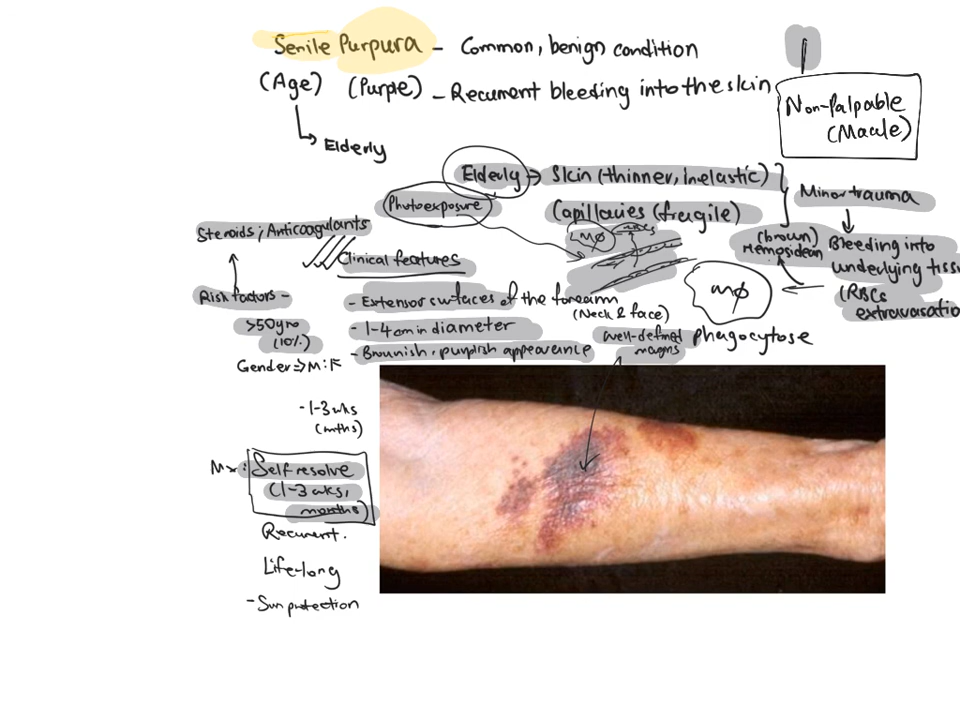 Senile Purpura - Common, benign condition
(Age) (Purple) - Recurrent bleeding into the skin
Elderly
Non-Palpable
(Macule)
Elderly → Skin (thinner, Inelastic)
Photoexposure
Capillaries (fragile)
Minor trauma
Steroids; Anticoagulants
Mø
(brown)
Hemosiderin
Bleeding into
underlying tiss
(RBCs
extravasatio
Clinical features
mø
phagocytose
Risk factors -
>50yrs
(10%)
Gender => M:F
- Extensor surfaces of the forearm
(Neck & face)
- 1-4cm in diameter
- Brownish, purplish appearance
well-defined
margins
- 1-3 wks
(mths)
Mx: Self resolve
(1-3 wks,
months)
Recurrent.
Life-long
- Sun protection